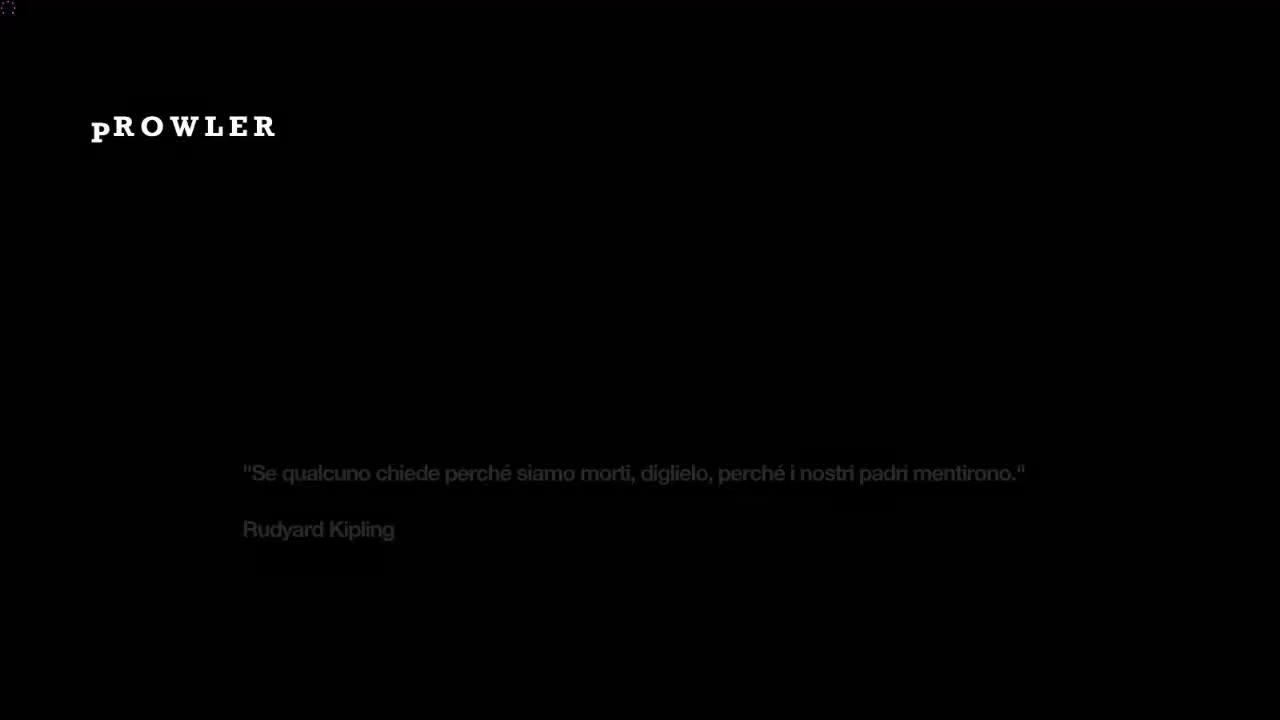 pROWLER
"Se qualcuno chiede perché siamo morti, diglielo, perché i nostri padri mentirono."
Rudyard Kipling